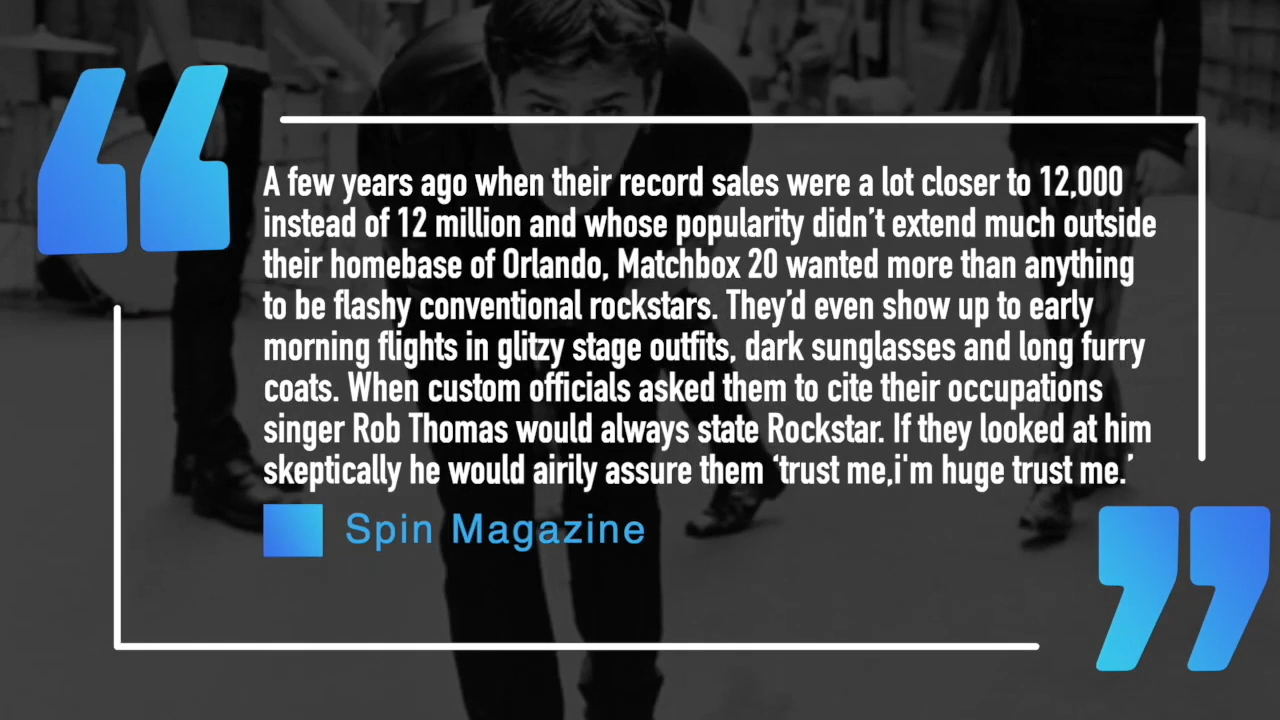 A few years ago when their record sales were a lot closer to 12,000
instead of 12 million and whose popularity didn’t extend much outside
their homebase of Orlando, Matchbox 20 wanted more than anything
to be flashy conventional rockstars. They’d even show up to early
morning flights in glitzy stage outfits, dark sunglasses and long furry
coats. When custom officials asked them to cite their occupations
singer Rob Thomas would always state Rockstar. If they looked at him
skeptically he would airily assure them ‘trust me,i'm huge trust me.’
Spin Magazine